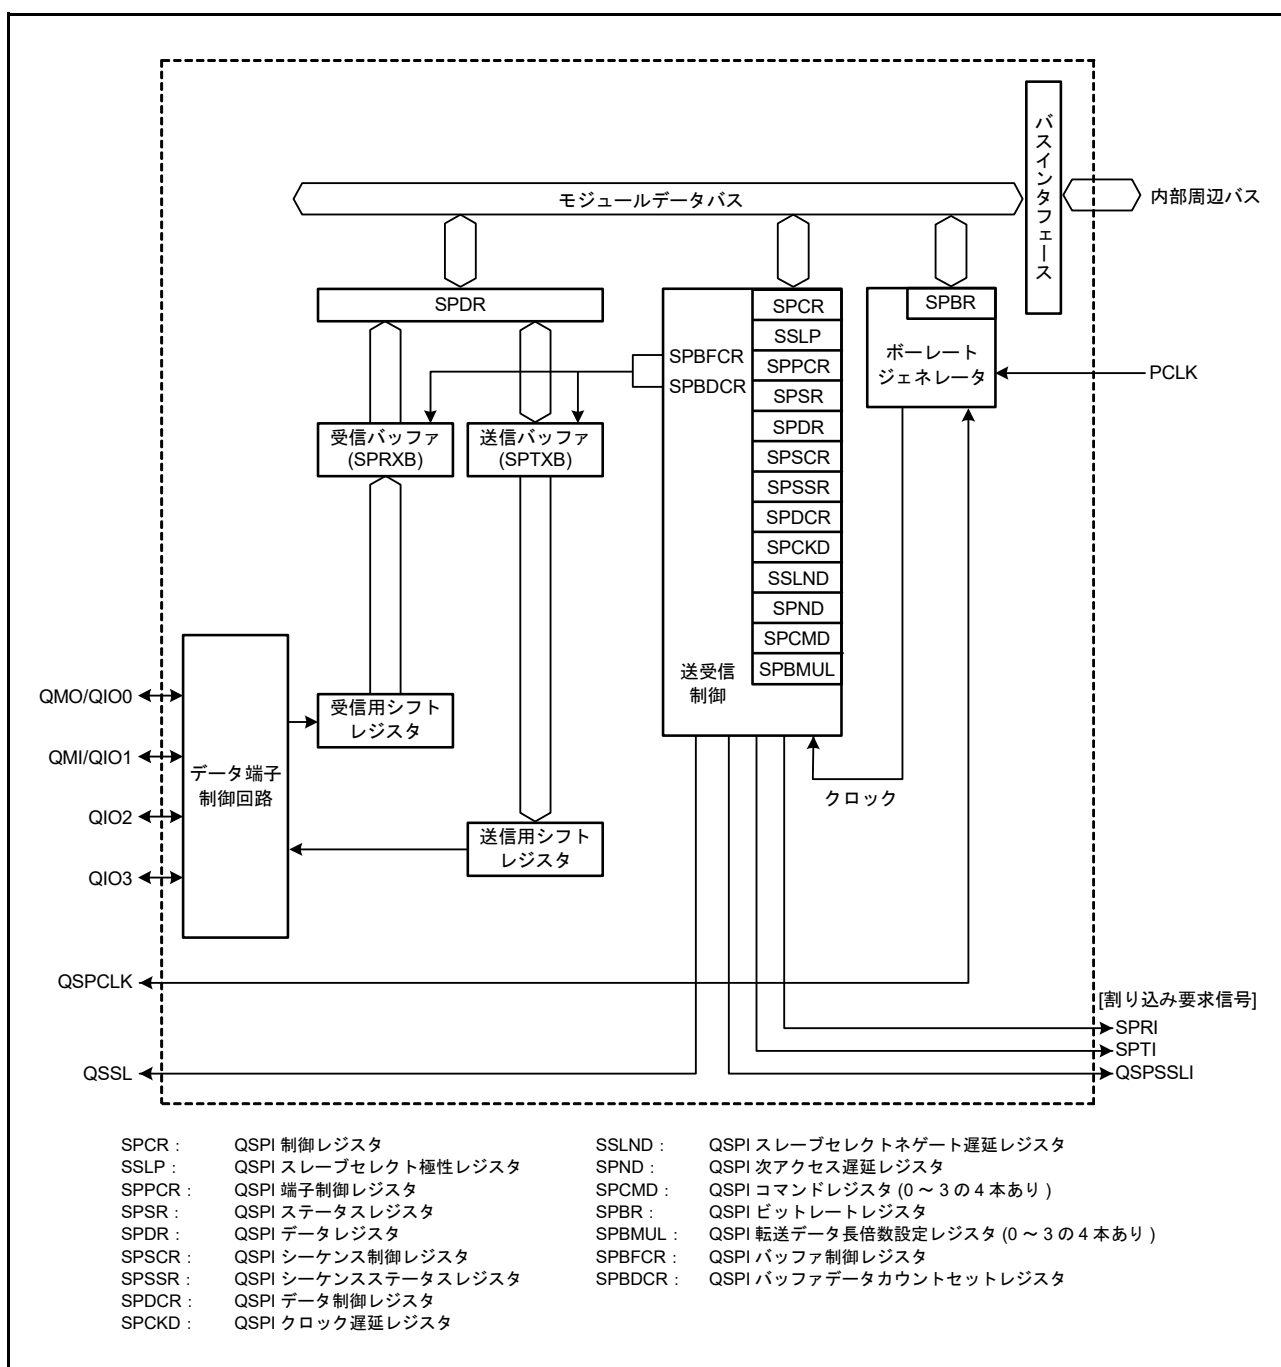 バスインタフェース
モジュールデータバス
内部周辺バス
SPDR
SPCR
SSLP
SPPCR
SPSR
SPDR
SPSCR
SPSSR
SPDCR
SPCKD
SSLND
SPND
SPCMD
SPBMUL
SPBFCR
SPBDCR
送受信
制御
SPBR
ボーレート
ジェネレータ
PCLK
受信バッファ
(SPRXB)
送信バッファ
(SPTXB)
QMO/QIO0
QMI/QIO1
QIO2
QIO3
データ端子
制御回路
受信用シフト
レジスタ
送信用シフト
レジスタ
クロック
QSPCLK
QSSL
[割り込み要求信号]
SPRI
SPTI
QSPSSLI
SPCR : QSPI 制御レジスタ
SSLP : QSPI スレーブセレクト極性レジスタ
SPPCR : QSPI 端子制御レジスタ
SPSR : QSPI ステータスレジスタ
SPDR : QSPI データレジスタ
SPSCR : QSPI シーケンス制御レジスタ
SPSSR : QSPI シーケンスステータスレジスタ
SPDCR : QSPI データ制御レジスタ
SPCKD : QSPI クロック遅延レジスタ
SSLND : QSPI スレーブセレクトネゲート遅延レジスタ
SPND : QSPI 次アクセス遅延レジスタ
SPCMD : QSPI コマンドレジスタ (0 ～ 3 の 4 本あり )
SPBR : QSPI ビットレートレジスタ
SPBMUL : QSPI 転送データ長倍数設定レジスタ (0 ～ 3 の 4 本あり )
SPBFCR : QSPI バッファ制御レジスタ
SPBDCR : QSPI バッファデータカウントセットレジスタ